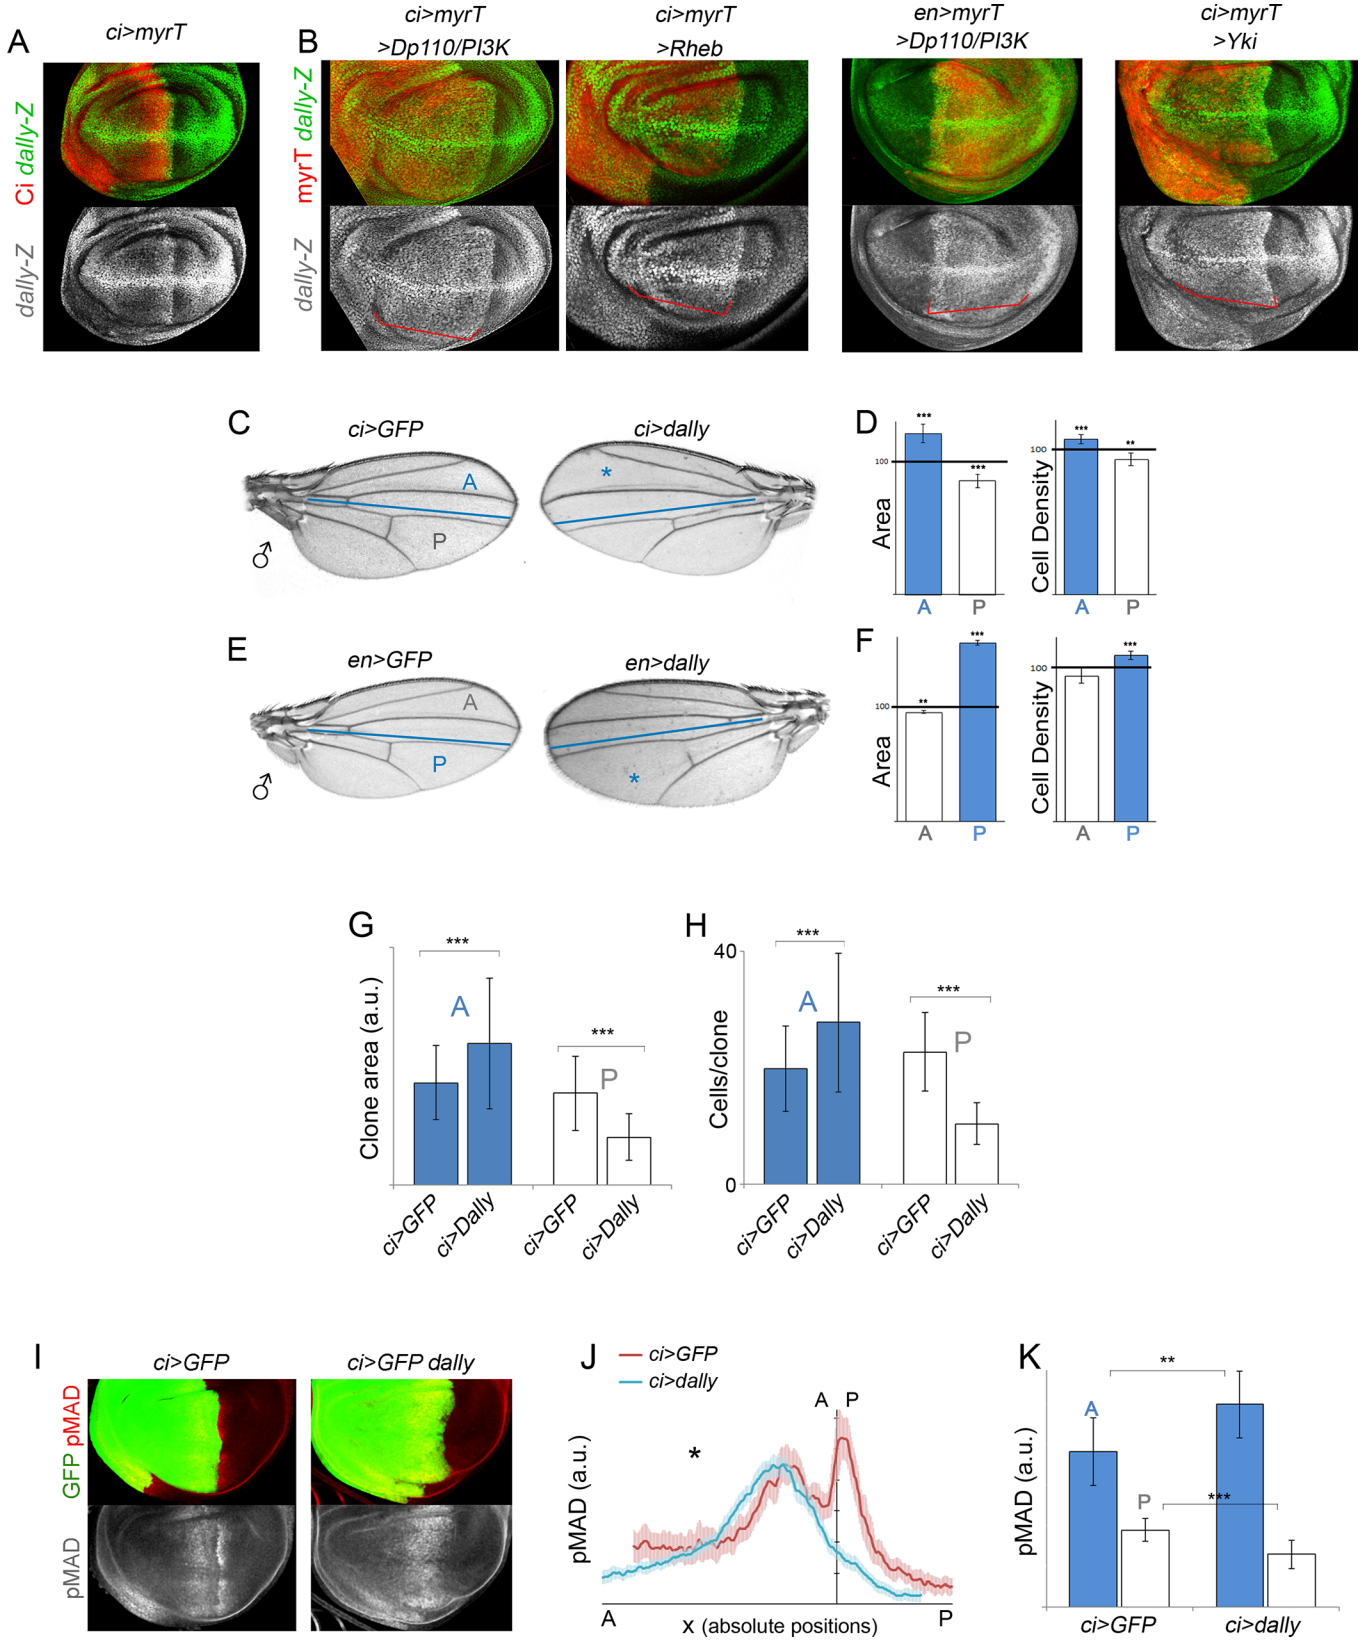 A
ci>myrT
Ci dally-Z
dally-Z
B
ci>myrT
>Dp110/PI3K
ci>myrT
>Rheb
en>myrT
>Dp110/PI3K
ci>myrT
>Yki
myrT dally-Z
dally-Z
C
ci>GFP
A
P
♂
ci>dally
*
D
Area
100
***
***
A
P
Cell Density
100
***
**
A
P
E
en>GFP
A
P
♂
en>dally
*
F
Area
100
**
***
A
P
Cell Density
100
***
A
P
G
Clone area (a.u.)
***
A
***
P
ci>GFP
ci>Dally
ci>GFP
ci>Dally
H
Cells/clone
40
0
***
A
***
P
ci>GFP
ci>Dally
ci>GFP
ci>Dally
I
ci>GFP
ci>GFP dally
GFP pMAD
pMAD
J
ci>GFP
ci>dally
A P
*
pMAD (a.u.)
A
x (absolute positions)
P
K
**
A
P
***
pMAD (a.u.)
ci>GFP
ci>dally